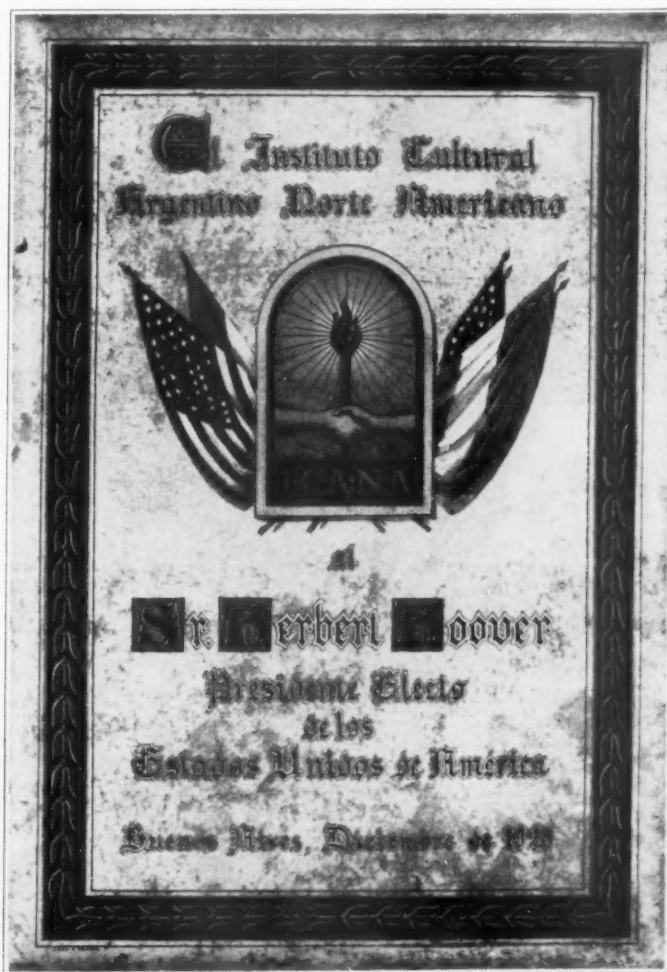 El Instituto Cultural
Argentino Norte Americano
I.C.A.N.A
al
Sr. Herbert Hoover
Presidente Electo
de los
Estados Unidos de América
Buenos Aires, Diciembre de 1928